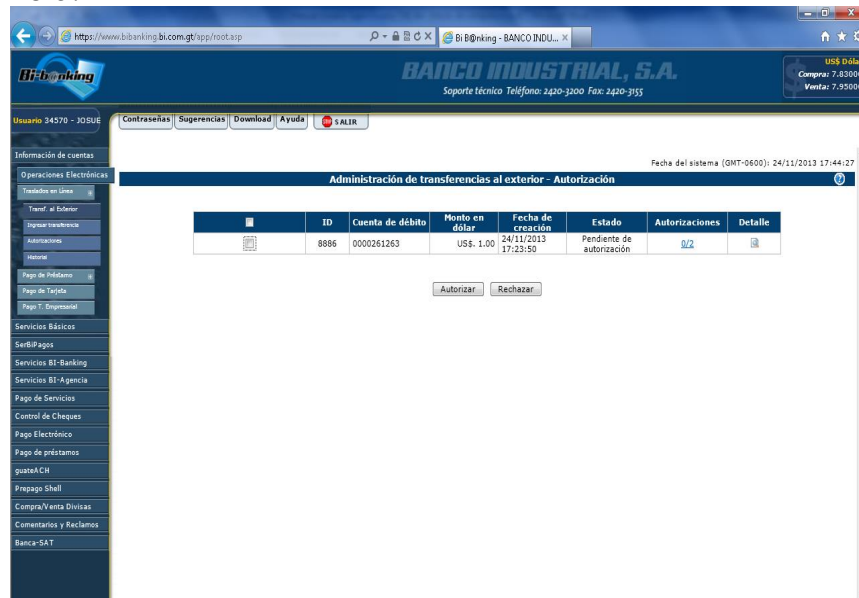 https://www.bibanking.bi.com.gt/app/root.asp
Bi B@nking - BANCO INDU...
Bi-b@nking
BANCO INDUSTRIAL, S.A.
Soporte técnico Teléfono: 2420-3200 Fax: 2420-3155
US$ Dóla
Compra: 7.8300
Venta: 7.9500
Usuario 34570 - JOSUE
Contraseñas Sugerencias Download Ayuda SALIR
Fecha del sistema (GMT-0600): 24/11/2013 17:44:27
Administración de transferencias al exterior - Autorización
ID Cuenta de débito Monto en dólar Fecha de creación Estado Autorizaciones Detalle
8886 0000261263 US$. 1.00 24/11/2013 17:23:50 Pendiente de autorización 0/2
Autorizar Rechazar
Información de cuentas
Operaciones Electrónicas
Traslados en Línea
Transf. al Exterior
Ingresar transferencia
Autorizaciones
Historial
Pago de Préstamo
Pago de Tarjeta
Pago T. Empresarial
Servicios Básicos
SerBiPagos
Servicios BI-Banking
Servicios BI-Agencia
Pago de Servicios
Control de Cheques
Pago Electrónico
Pago de préstamos
guateACH
Prepago Shell
Compra/Venta Divisas
Comentarios y Reclamos
Banca-SAT